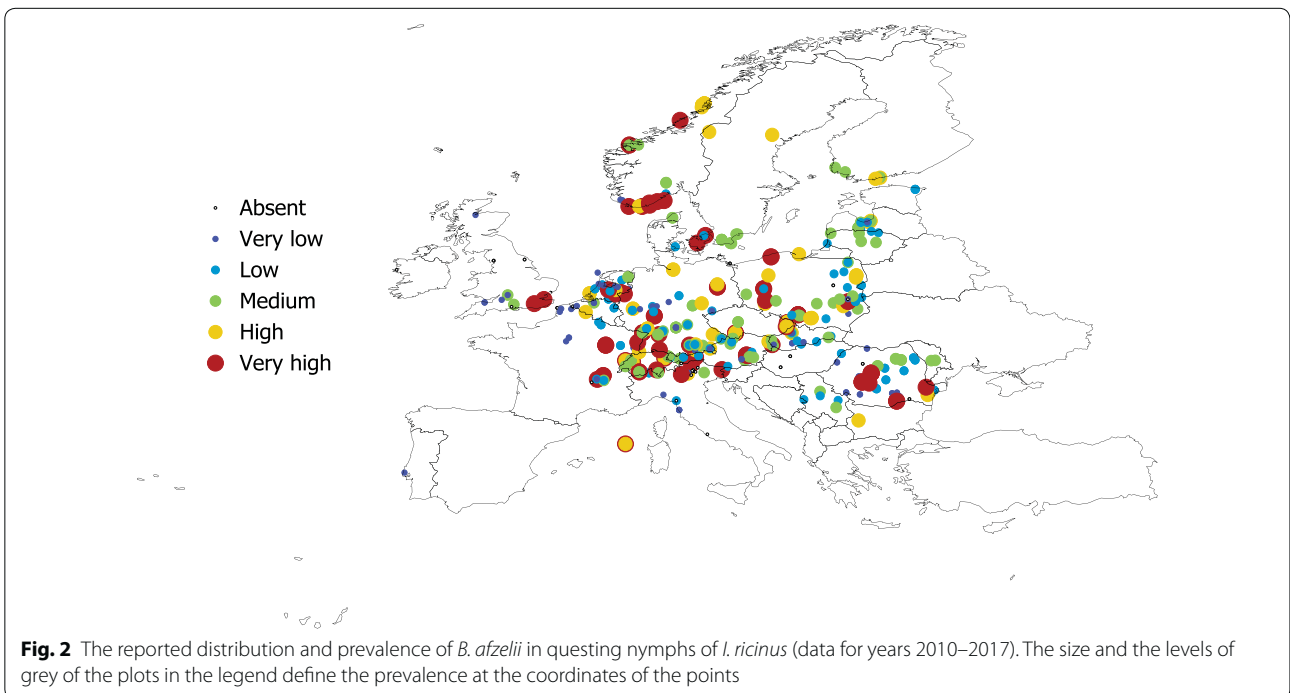 Absent
Very low
Low
Medium
High
Very high
Fig. 2 The reported distribution and prevalence of B. afzelii in questing nymphs of I. ricinus (data for years 2010–2017). The size and the levels of
grey of the plots in the legend define the prevalence at the coordinates of the points